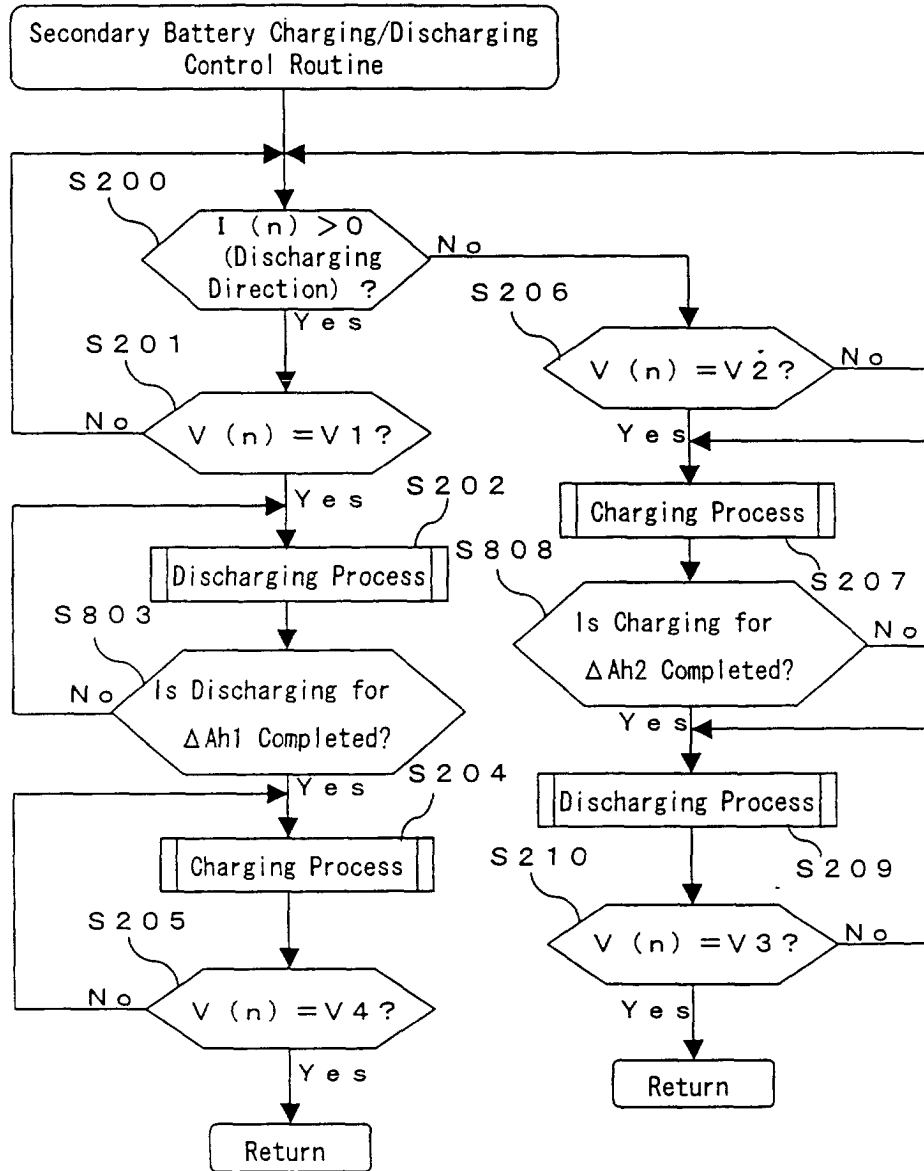 Secondary Battery Charging/Discharging
Control Routine
S200
I (n) >0
(Discharging
Direction) ?
No
Yes
S201
V (n) =V1?
No
Yes
S202
Discharging Process
S803
Is Discharging for
ΔAh1 Completed?
No
Yes
S204
Charging Process
S205
V (n) =V4?
No
Yes
Return
S206
V (n) =V2?
No
Yes
Charging Process
S207
S808
Is Charging for
ΔAh2 Completed?
No
Yes
Discharging Process
S209
S210
V (n) =V3?
No
Yes
Return